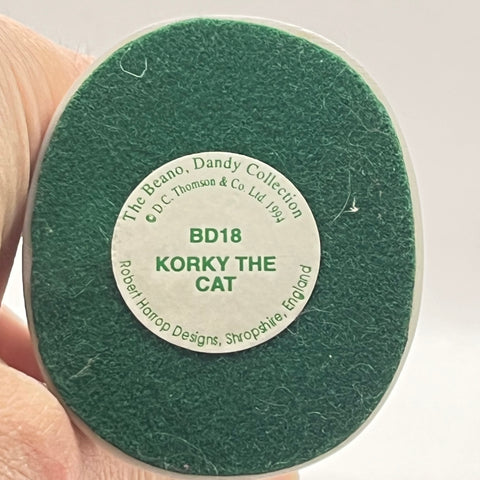 The Beano, Dandy Collection
© D.C. Thomson & Co Ltd. 1994
BD18
KORKY THE
CAT
Robert Harrop Designs, Shropshire, England